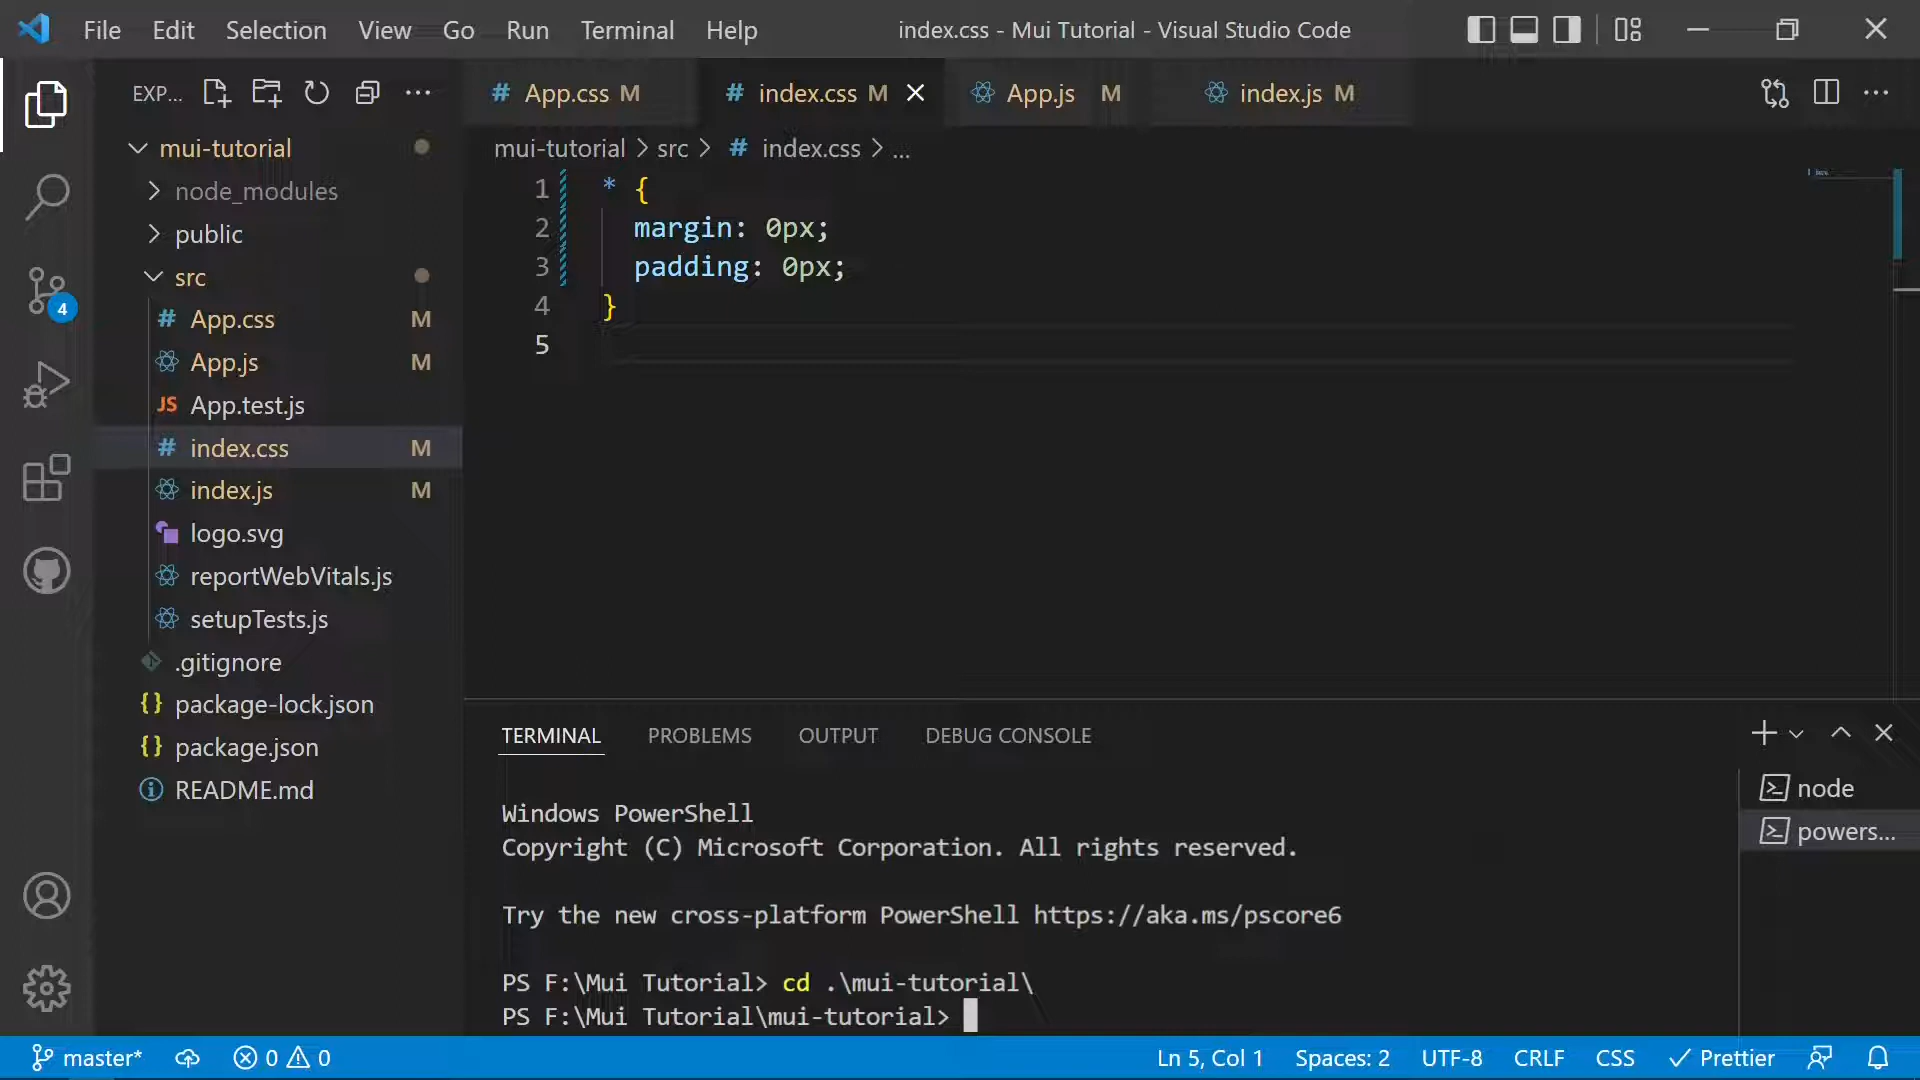 File Edit Selection View Go Run Terminal Help
index.css - Mui Tutorial - Visual Studio Code
EXP...
mui-tutorial
node_modules
public
src
# App.css M
App.js M
JS App.test.js
# index.css M
index.js M
logo.svg
reportWebVitals.js
setupTests.js
.gitignore
{} package-lock.json
{} package.json
README.md
4
# App.css M
# index.css M
App.js M
index.js M
mui-tutorial > src > # index.css > ...
1 * {
2 margin: 0px;
3 padding: 0px;
4 }
5
TERMINAL PROBLEMS OUTPUT DEBUG CONSOLE
Windows PowerShell
Copyright (C) Microsoft Corporation. All rights reserved.
Try the new cross-platform PowerShell https://aka.ms/pscore6
PS F:\Mui Tutorial> cd .\mui-tutorial\
PS F:\Mui Tutorial\mui-tutorial>
node
powers...
master* 0 0 Ln 5, Col 1 Spaces: 2 UTF-8 CRLF CSS Prettier